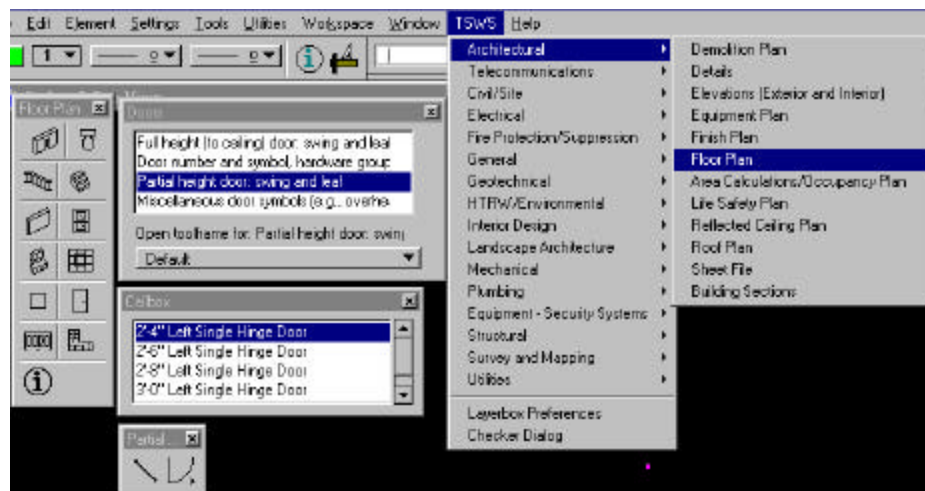 Edit Element Settings Tools Utilities Workspace Window TSWS Help
1 0 0
Floor Plan
Doors
Full height (to ceiling) door: swing and leaf
Door number and symbol, hardware group
Partial height door: swing and leaf
Miscellaneous door symbols (e.g., overhe
Open toolframe for: Partial height door: swing
Default
Cellbox
2'-4" Left Single Hinge Door
2'-6" Left Single Hinge Door
2'-8" Left Single Hinge Door
3'-0" Left Single Hinge Door
Partial...
Architectural
Telecommunications
Civil/Site
Electrical
Fire Protection/Suppression
General
Geotechnical
HTRW/Environmental
Interior Design
Landscape Architecture
Mechanical
Plumbing
Equipment - Security Systems
Structural
Survey and Mapping
Utilities
Layerbox Preferences
Checker Dialog
Demolition Plan
Details
Elevations (Exterior and Interior)
Equipment Plan
Finish Plan
Floor Plan
Area Calculations/Occupancy Plan
Life Safety Plan
Reflected Ceiling Plan
Roof Plan
Sheet File
Building Sections